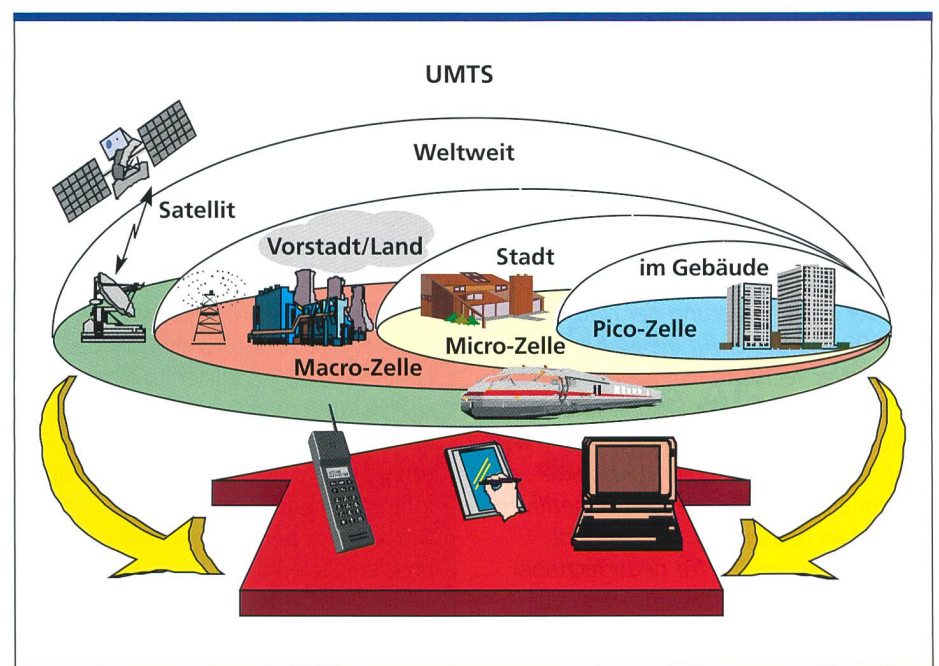 UMTS
Weltweit
Satellit
Vorstadt/Land
Stadt
im Gebäude
Pico-Zelle
Micro-Zelle
Macro-Zelle